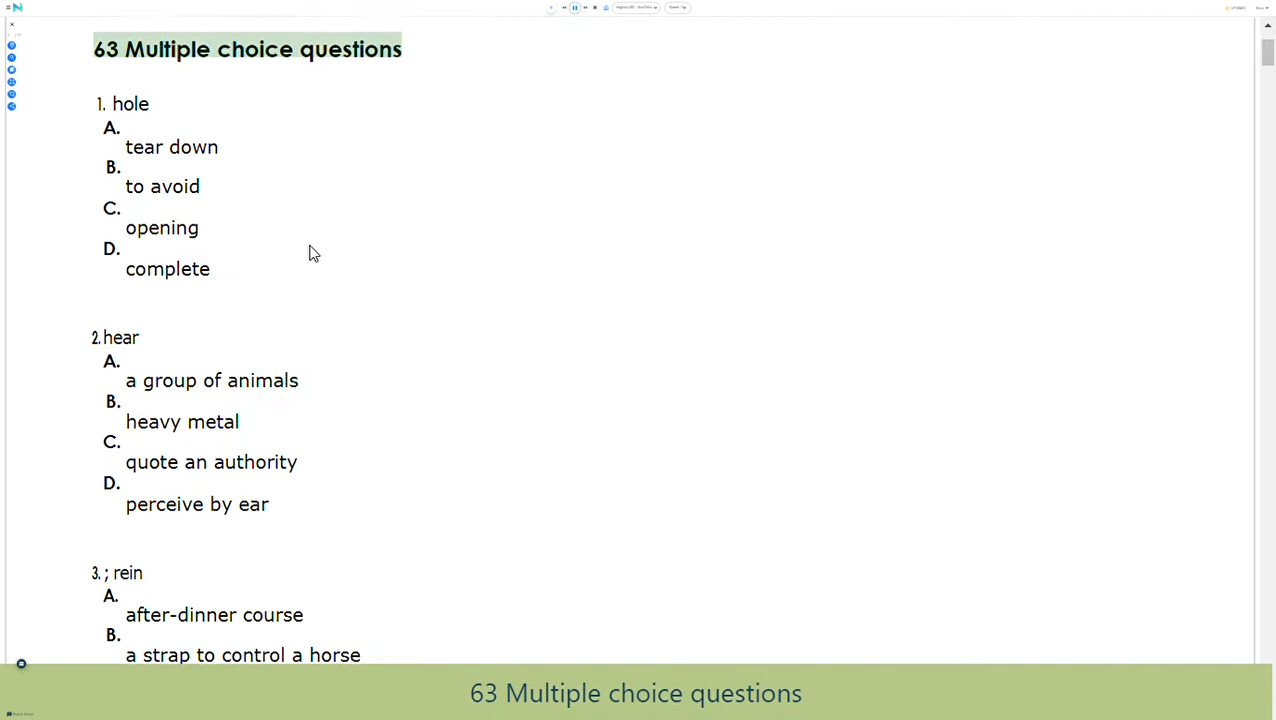 63 Multiple choice questions
1. hole
A.
tear down
B.
to avoid
C.
opening
D.
complete
2. hear
A.
a group of animals
B.
heavy metal
C.
quote an authority
D.
perceive by ear
3. ; rein
A.
after-dinner course
B.
a strap to control a horse
63 Multiple choice questions